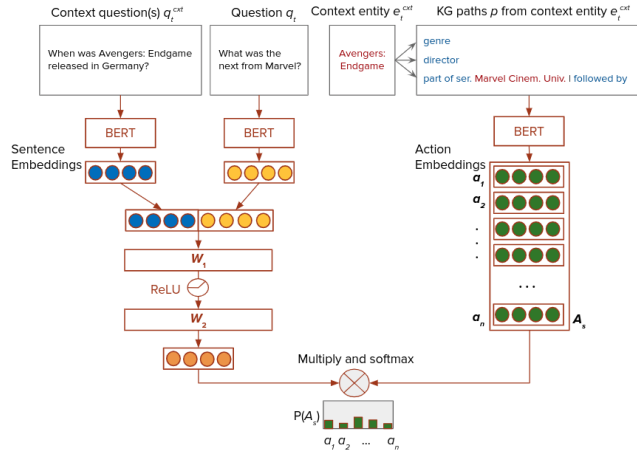 Context question(s) q_t^cxt
Question q_t
Context entity e_t^cxt
KG paths p from context entity e_t^cxt
When was Avengers: Endgame
released in Germany?
What was the
next from Marvel?
Avengers:
Endgame
genre
director
part of ser. Marvel Cinem. Univ. I followed by
BERT
BERT
BERT
Sentence
Embeddings
Action
Embeddings
a_1
a_2
.
.
.
...
a_n
A_s
W_1
ReLU
W_2
Multiply and softmax
P(A_s)
a_1 a_2 ... a_n